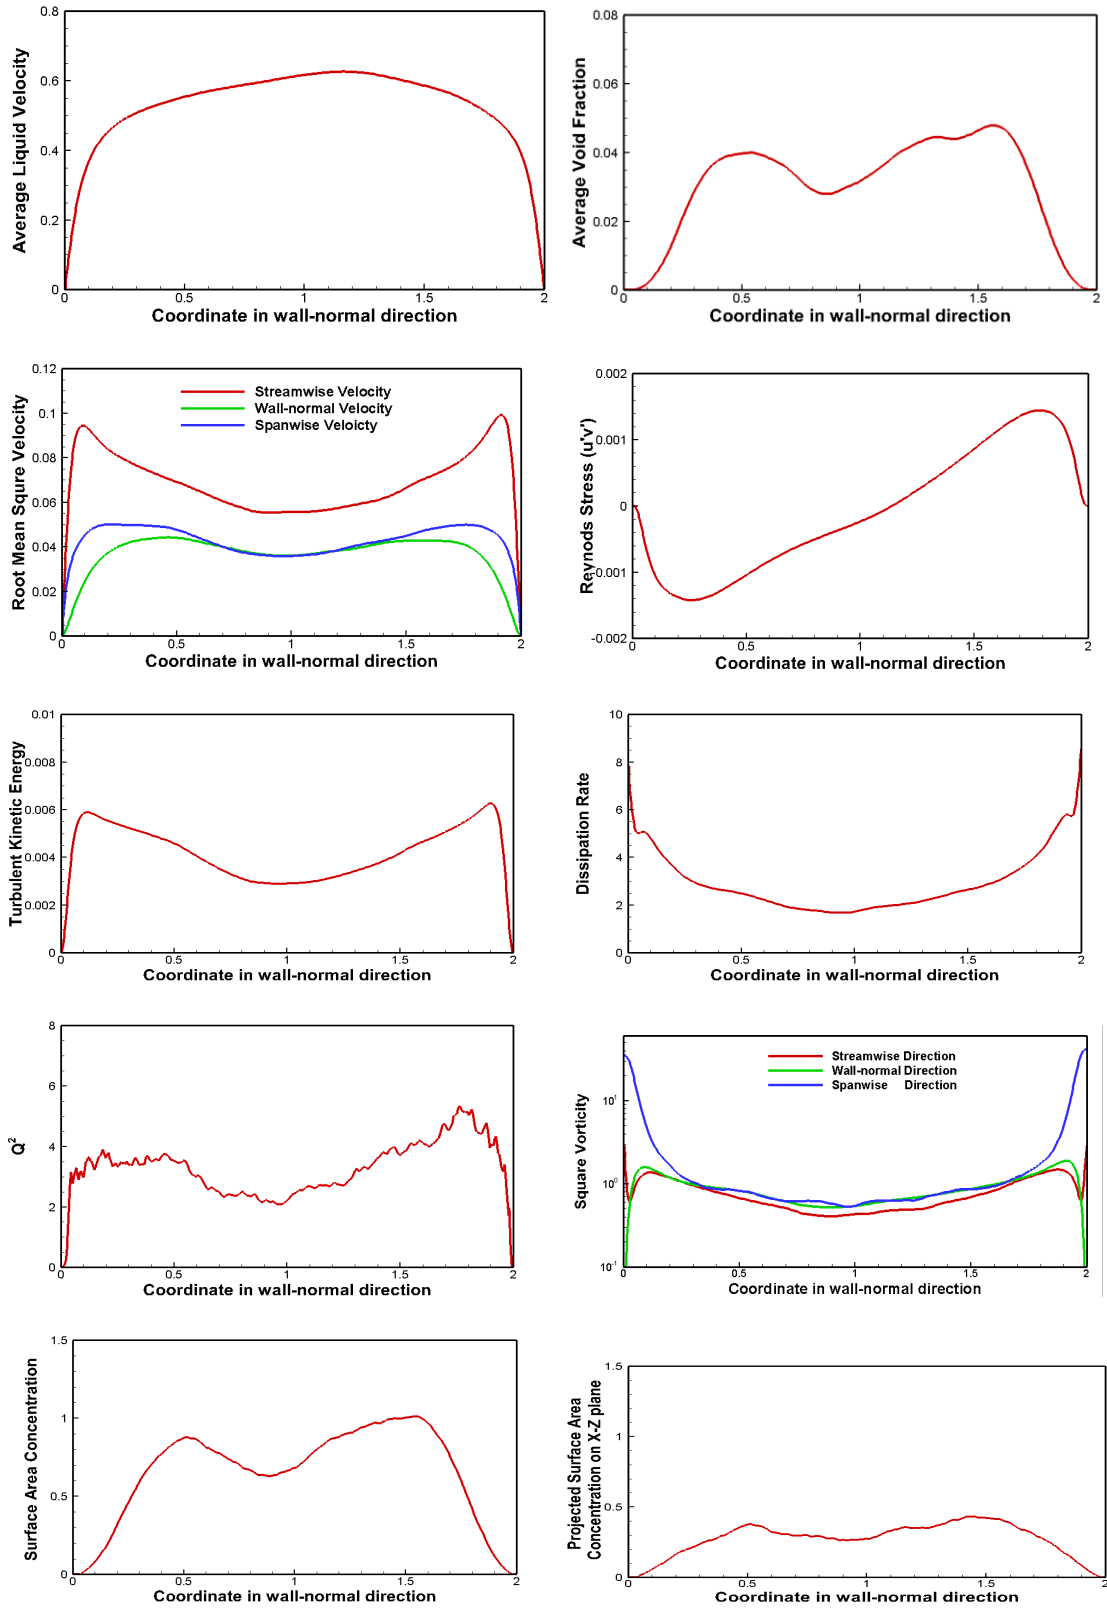 0.8
0.6
0.4
0.2
0
0 0.5 1 1.5 2
Average Liquid Velocity
Coordinate in wall-normal direction
0.08
0.06
0.04
0.02
0
0 0.5 1 1.5 2
Average Void Fraction
Coordinate in wall-normal direction
0.12
0.1
0.08
0.06
0.04
0.02
0
0 0.5 1 1.5 2
Root Mean Squre Velocity
Streamwise Velocity
Wall-normal Velocity
Spanwise Veloicty
Coordinate in wall-normal direction
0.002
0.001
0
-0.001
-0.002
0 0.5 1 1.5 2
Reynods Stress (u'v')
Coordinate in wall-normal direction
0.01
0.008
0.006
0.004
0.002
0
0 0.5 1 1.5 2
Turbulent Kinetic Energy
Coordinate in wall-normal direction
10
8
6
4
2
0
0 0.5 1 1.5 2
Dissipation Rate
Coordinate in wall-normal direction
8
6
4
2
0
0 0.5 1 1.5 2
Q²
Coordinate in wall-normal direction
10¹
10⁰
10⁻¹
0 0.5 1 1.5 2
Square Vorticity
Streamwise Direction
Wall-normal Direction
Spanwise Direction
Coordinate in wall-normal direction
1.5
1
0.5
0
0 0.5 1 1.5 2
Surface Area Concentration
Coordinate in wall-normal direction
1.5
1
0.5
0
0 0.5 1 1.5 2
Projected Surface Area
Concentration on X-Z plane
Coordinate in wall-normal direction